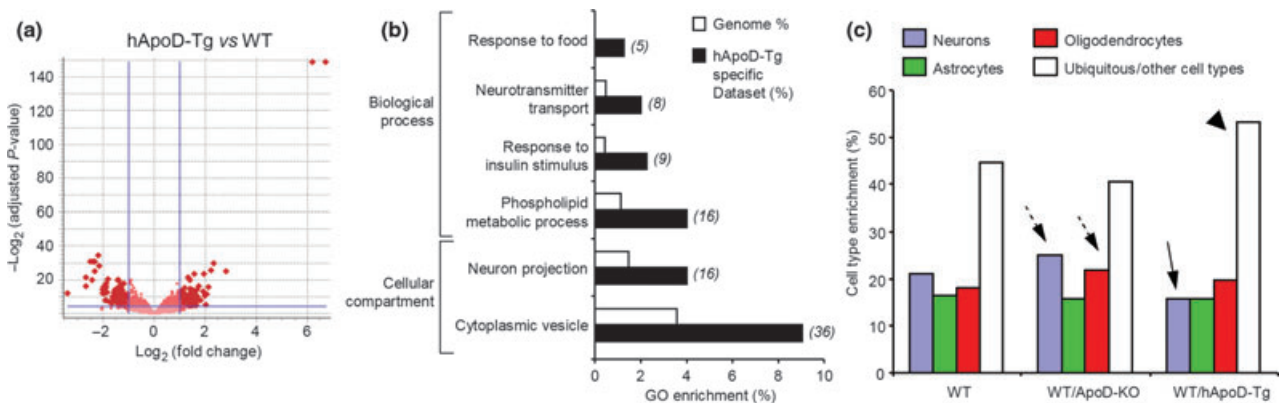 (a)
hApoD-Tg vs WT
–Log2 (adjusted P-value)
140
120
100
80
60
40
20
−2
0
2
4
6
Log2 (fold change)
(b)
Genome %
hApoD-Tg
specific
Dataset (%)
Biological
process
Response to food
(5)
Neurotransmitter
transport
(8)
Response to
insulin stimulus
(9)
Phospholipid
metabolic process
(16)
Cellular
compartment
Neuron projection
(16)
Cytoplasmic vesicle
(36)
0
2
4
6
8
10
GO enrichment (%)
(c)
Neurons
Oligodendrocytes
Astrocytes
Ubiquitous/other cell types
Cell type enrichment (%)
60
50
40
30
20
10
0
WT
WT/ApoD-KO
WT/hApoD-Tg